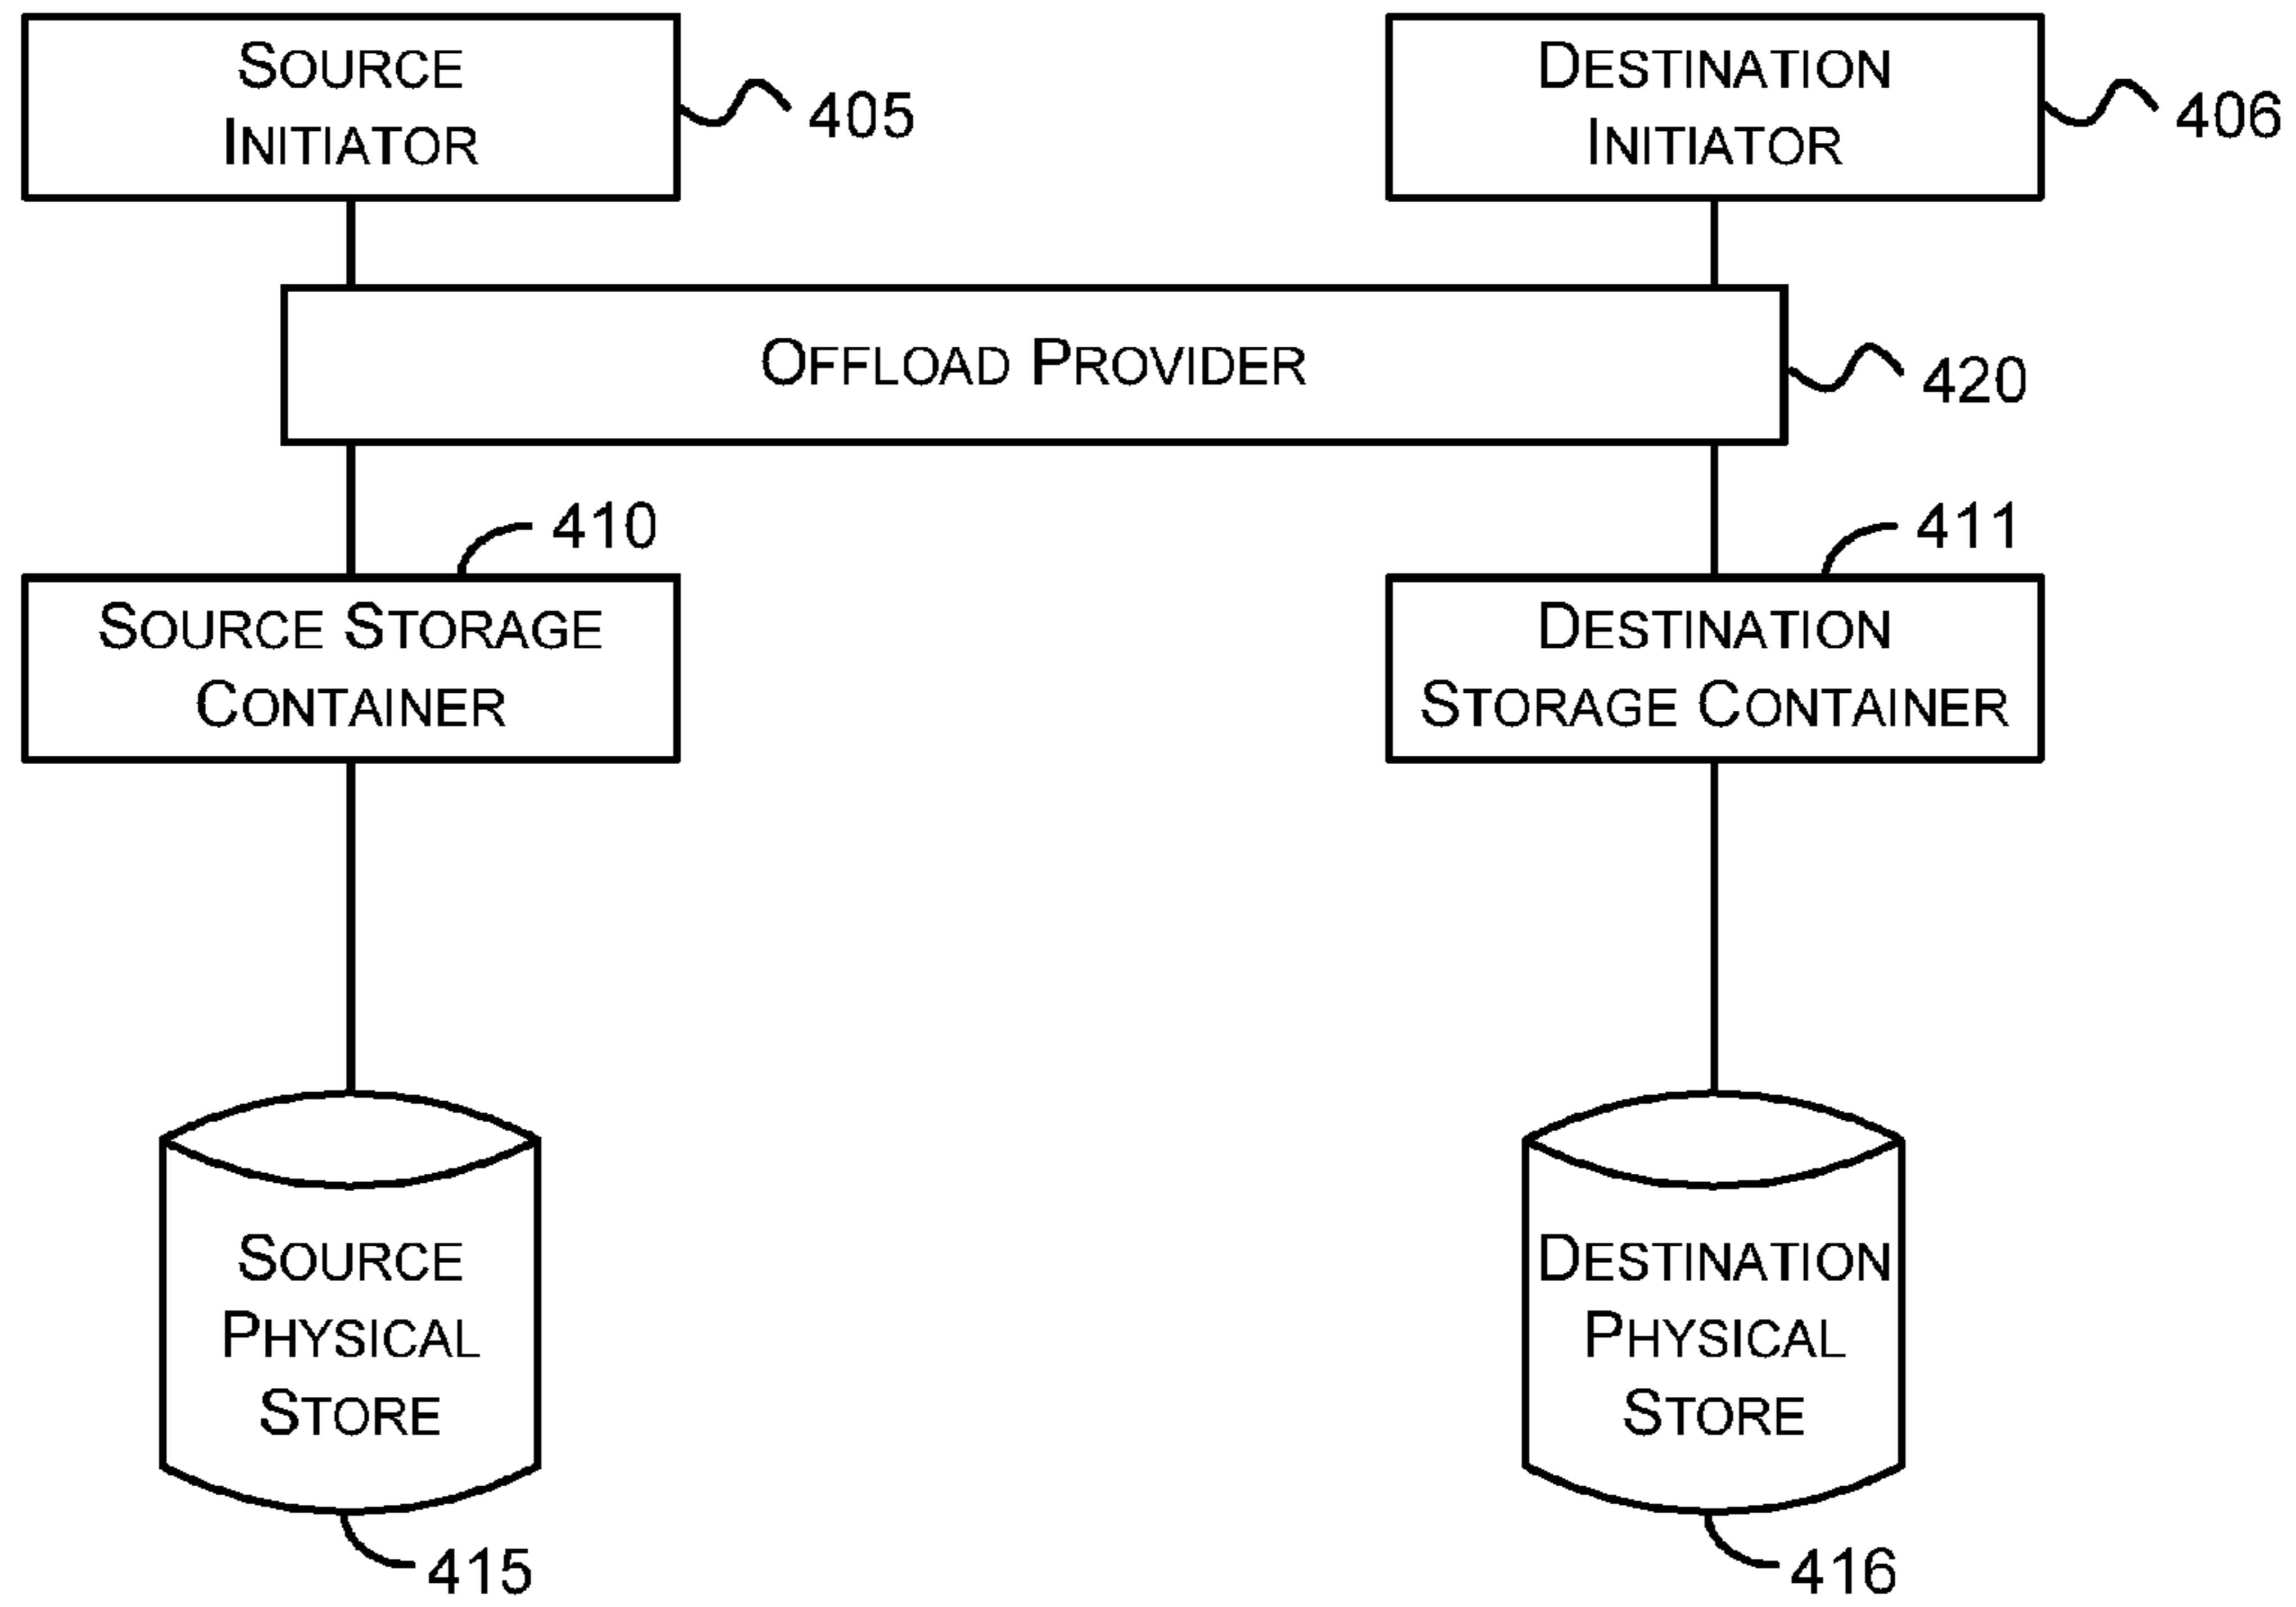 SOURCE
INITIATOR
405
DESTINATION
INITIATOR
406
OFFLOAD PROVIDER
420
410
SOURCE STORAGE
CONTAINER
411
DESTINATION
STORAGE CONTAINER
SOURCE
PHYSICAL
STORE
415
DESTINATION
PHYSICAL
STORE
416